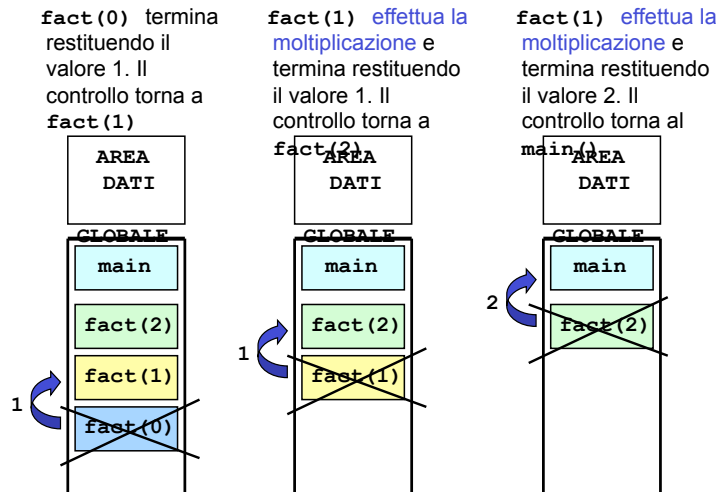 fact(0) termina
restituendo il
valore 1. Il
controllo torna a
fact(1)
AREA
DATI
GLOBALE
main
fact(2)
fact(1)
fact(0)
1
fact(1) effettua la
moltiplicazione e
termina restituendo
il valore 1. Il
controllo torna a
fact(2)
AREA
DATI
GLOBALE
main
fact(2)
fact(1)
1
fact(1) effettua la
moltiplicazione e
termina restituendo
il valore 2. Il
controllo torna al
main()
AREA
DATI
GLOBALE
main
fact(2)
2